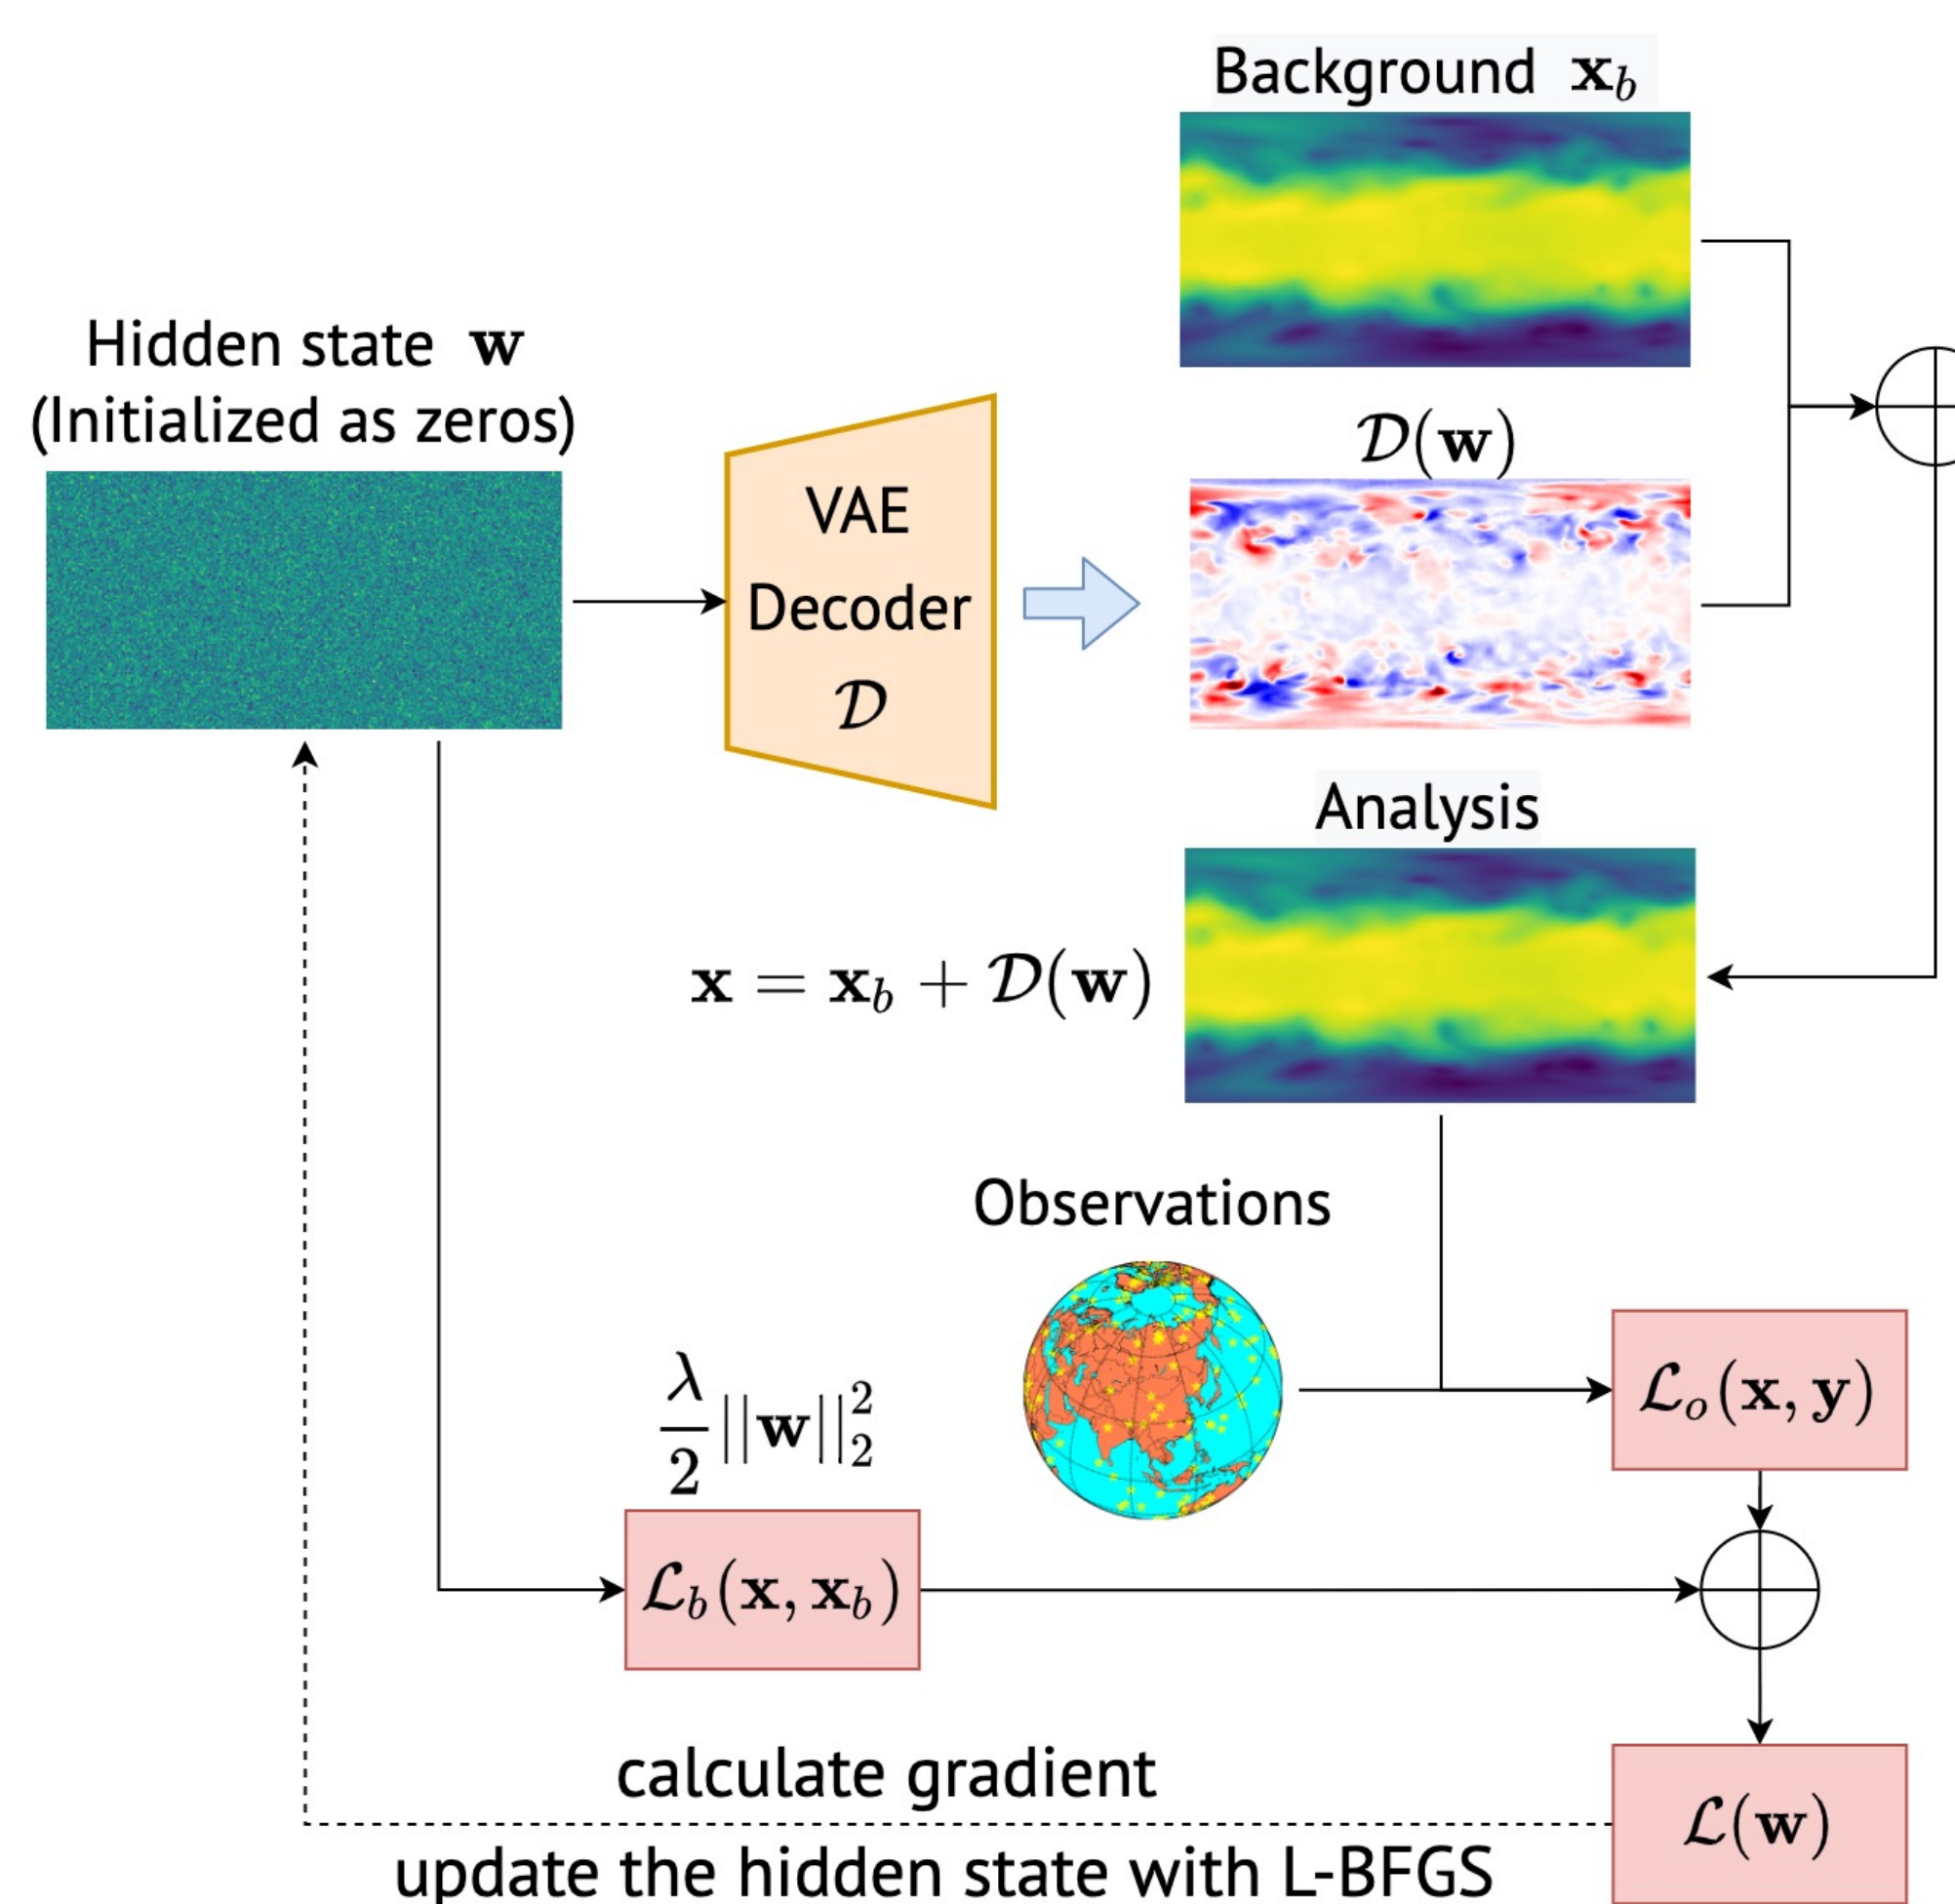 Background 𝐱_b
Hidden state 𝐰
(Initialized as zeros)
𝒟(𝐰)
VAE
Decoder
𝒟
Analysis
𝐱 = 𝐱_b + 𝒟(𝐰)
Observations
λ/2 ||𝐰||₂²
ℒ_o(𝐱, 𝐲)
ℒ_b(𝐱, 𝐱_b)
calculate gradient
ℒ(𝐰)
update the hidden state with L-BFGS